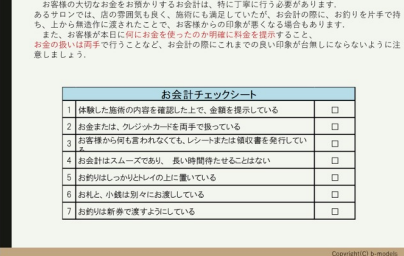 お客様の大切なお金をお預かりするお会計は、特に丁寧に行う必要があります.
あるサロンでは、店の雰囲気も良く、施術にも満足していたが、お会計の際に、お釣りを片手で持
ち、上から無造作に渡されたことで、お客様からの印象が悪くなる場合もあります.
また、お客様が本日に何にお金を使ったのか明確に料金を提示すること、
お金の扱いは両手で行うことなど、お会計の際にこれまでの良い印象が台無しにならないように注
意しましょう.
お会計チェックシート
1 体験した施術の内容を確認した上で、金額を提示している □
2 お金または、クレジットカードを両手で扱っている □
3 お客様から何も言われなくても、レシートまたは領収書を発行してい
る □
4 お会計はスムーズであり、 長い時間待たせることはない □
5 お釣りはしっかりとトレイの上に置いている □
6 お札と、小銭は別々にお渡ししている □
7 お釣りは新券で渡すようにしている □
Copyright(C) b-models